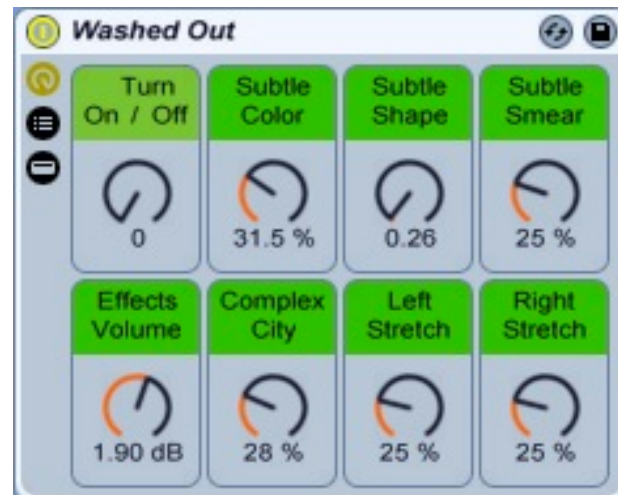 Washed Out
Turn
On / Off
0
Subtle
Color
31.5 %
Subtle
Shape
0.26
Subtle
Smear
25 %
Effects
Volume
1.90 dB
Complex
City
28 %
Left
Stretch
25 %
Right
Stretch
25 %